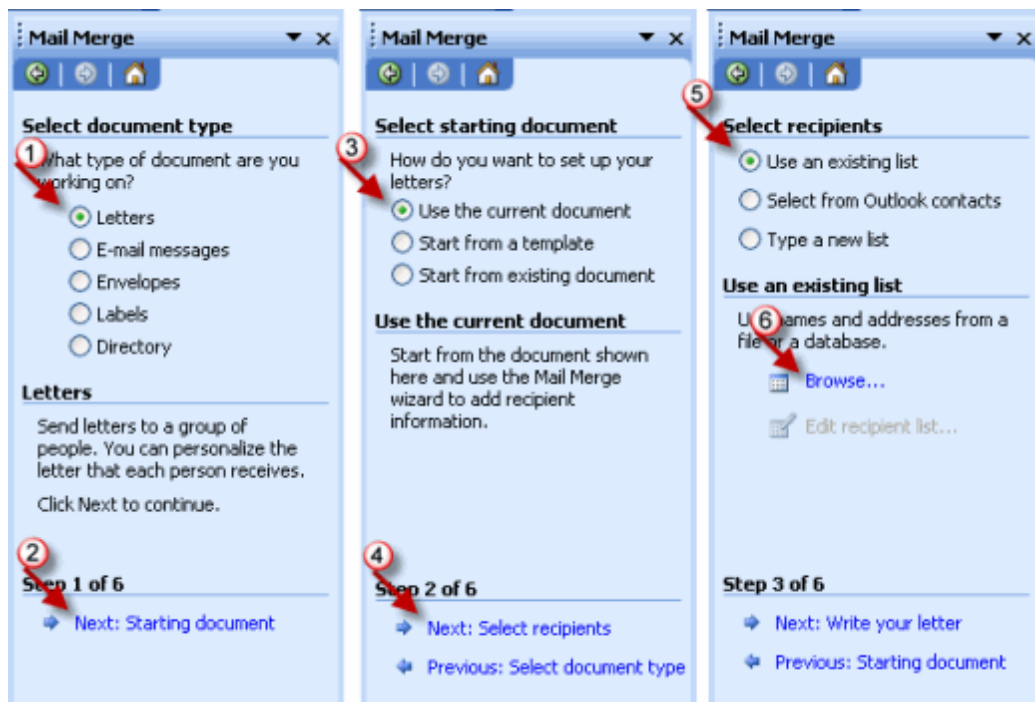 Mail Merge
Select document type
1
What type of document are you
working on?
Letters
E-mail messages
Envelopes
Labels
Directory
Letters
Send letters to a group of
people. You can personalize the
letter that each person receives.
Click Next to continue.
2
Step 1 of 6
Next: Starting document
Mail Merge
Select starting document
3
How do you want to set up your
letters?
Use the current document
Start from a template
Start from existing document
Use the current document
Start from the document shown
here and use the Mail Merge
wizard to add recipient
information.
4
Step 2 of 6
Next: Select recipients
Previous: Select document type
Mail Merge
5
Select recipients
Use an existing list
Select from Outlook contacts
Type a new list
Use an existing list
6
Use names and addresses from a
file or a database.
Browse...
Edit recipient list...
Step 3 of 6
Next: Write your letter
Previous: Starting document